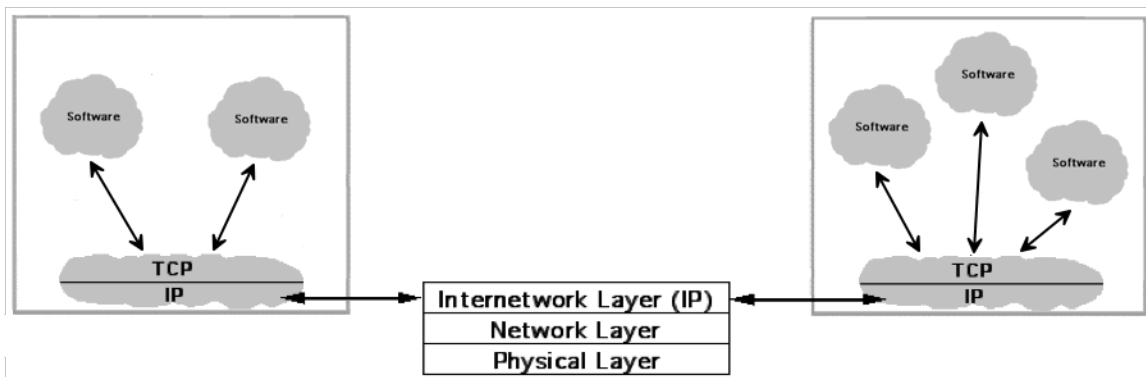 Software
Software
TCP
IP
Internetwork Layer (IP)
Network Layer
Physical Layer
Software
Software
Software
TCP
IP